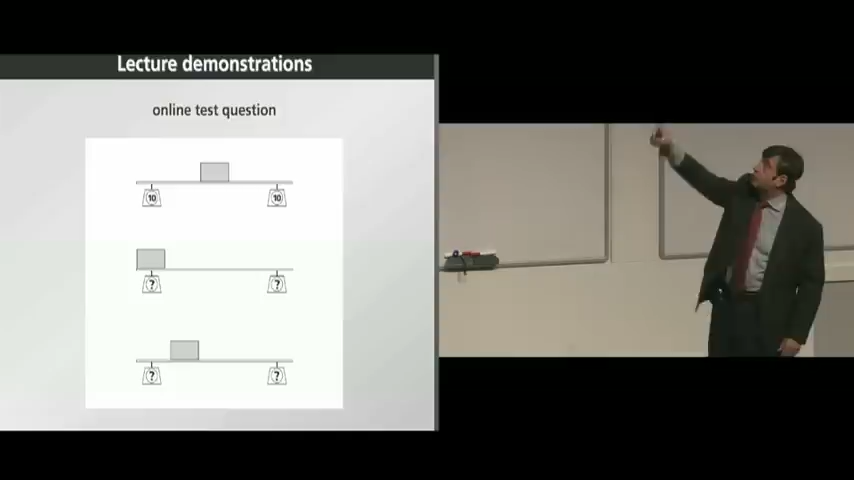 Lecture demonstrations
online test question
10 10
? ?
? ?